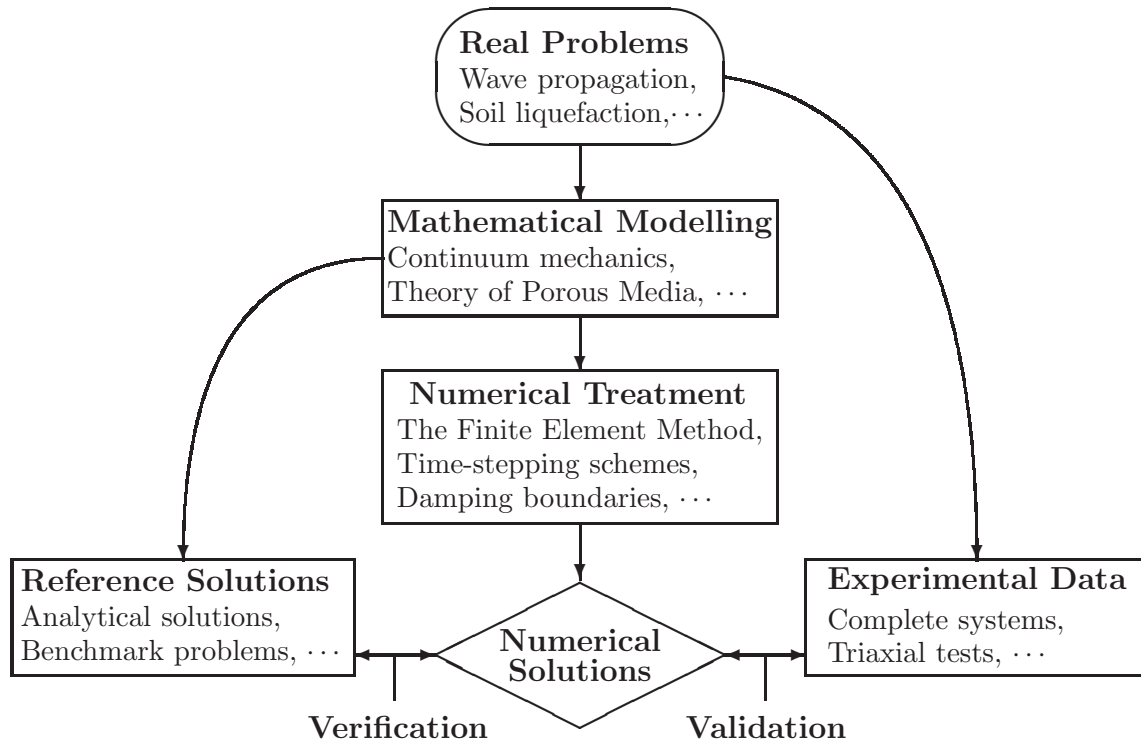 Real Problems
Wave propagation,
Soil liquefaction,···
Mathematical Modelling
Continuum mechanics,
Theory of Porous Media, ···
Numerical Treatment
The Finite Element Method,
Time-stepping schemes,
Damping boundaries, ···
Reference Solutions
Analytical solutions,
Benchmark problems, ···
Numerical
Solutions
Experimental Data
Complete systems,
Triaxial tests, ···
Verification
Validation